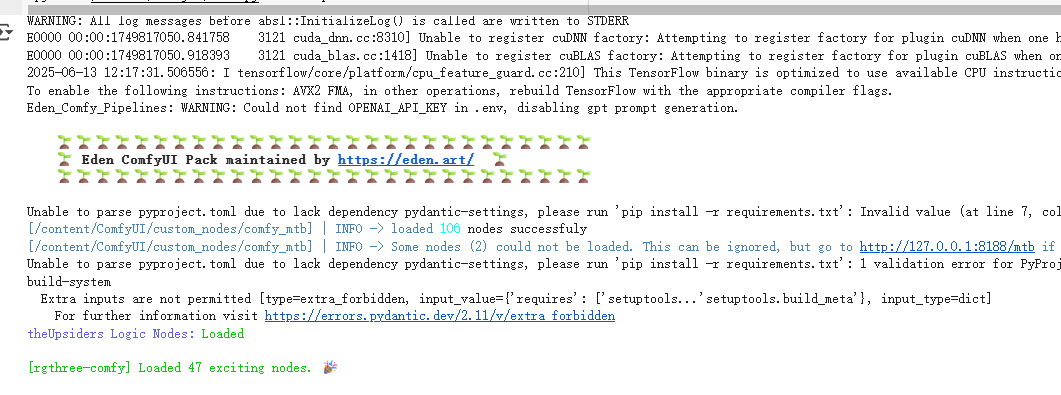 WARNING: All log messages before absl::InitializeLog() is called are written to STDERR
E0000 00:00:1749817050.841758    3121 cuda_dnn.cc:8310] Unable to register cuDNN factory: Attempting to register factory for plugin cuDNN when one h
E0000 00:00:1749817050.918393    3121 cuda_blas.cc:1418] Unable to register cuBLAS factory: Attempting to register factory for plugin cuBLAS when on
2025-06-13 12:17:31.506556: I tensorflow/core/platform/cpu_feature_guard.cc:210] This TensorFlow binary is optimized to use available CPU instructio
To enable the following instructions: AVX2 FMA, in other operations, rebuild TensorFlow with the appropriate compiler flags.
Eden_Comfy_Pipelines: WARNING: Could not find OPENAI_API_KEY in .env, disabling gpt prompt generation.
Eden ComfyUI Pack maintained by https://eden.art/
Unable to parse pyproject.toml due to lack dependency pydantic-settings, please run 'pip install -r requirements.txt': Invalid value (at line 7, col
[/content/ComfyUI/custom_nodes/comfy_mtb] | INFO -> loaded 106 nodes successfuly
[/content/ComfyUI/custom_nodes/comfy_mtb] | INFO -> Some nodes (2) could not be loaded. This can be ignored, but go to http://127.0.0.1:8188/mtb if
Unable to parse pyproject.toml due to lack dependency pydantic-settings, please run 'pip install -r requirements.txt': 1 validation error for PyProj
build-system
Extra inputs are not permitted [type=extra_forbidden, input_value={'requires': ['setuptools...'setuptools.build_meta'}, input_type=dict]
For further information visit https://errors.pydantic.dev/2.11/v/extra_forbidden
theUpsiders Logic Nodes: Loaded
[rgthree-comfy] Loaded 47 exciting nodes. 🎉